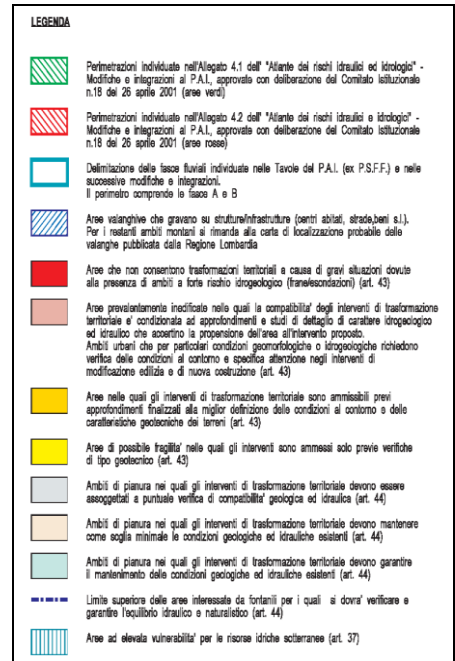 LEGENDA
Perimetrazioni individuate nell'Allegato 4.1 dell' "Atlante dei rischi idraulici ed idrologici" -
Modifiche e integrazioni al P.A.I., approvate con deliberazione del Comitato Istituzionale
n.18 del 26 aprile 2001 (aree verdi)
Perimetrazioni individuate nell'Allegato 4.2 dell' "Atlante dei rischi idraulici e idrologici" -
Modifiche e integrazioni al P.A.I., approvate con deliberazione del Comitato Istituzionale
n.18 del 26 aprile 2001 (aree rosse)
Delimitazione delle fasce fluviali individuate nelle Tavole del P.A.I. (ex P.S.F.F.) e nelle
successive modifiche e integrazioni.
Il perimetro comprende le fasce A e B
Aree valanghive che gravano su strutture/infrastrutture (centri abitati, strade,beni s.l.).
Per i restanti ambiti montani si rimanda alla carta di localizzazione probabile delle
valanghe pubblicata dalla Regione Lombardia
Aree che non consentono trasformazioni territoriali a causa di gravi situazioni dovute
alla presenza di ambiti a forte rischio idrogeologico (frane/esondazioni) (art. 43)
Aree prevalentemente inedificate nelle quali la compatibilita' degli interventi di trasformazione
territoriale e' condizionata ad approfondimenti e studi di dettaglio di carattere idrogeologico
ed idraulico che accertino la propensione dell'area all'intervento proposto.
Ambiti urbani che per particolari condizioni geomorfologiche o idrogeologiche richiedono
verifica delle condizioni al contorno e specifica attenzione negli interventi di
modificazione edilizia e di nuova costruzione (art. 43)
Aree nelle quali gli interventi di trasformazione territoriale sono ammissibili previ
approfondimenti finalizzati alla miglior definizione delle condizioni al contorno e delle
caratteristiche geotecniche dei terreni (art. 43)
Aree di possibile fragilita' nelle quali gli interventi sono ammessi solo previe verifiche
di tipo geotecnico (art. 43)
Ambiti di pianura nei quali gli interventi di trasformazione territoriale devono essere
assoggettati a puntuale verifica di compatibilita' geologica ed idraulica (art. 44)
Ambiti di pianura nei quali gli interventi di trasformazione territoriale devono mantenere
come soglia minimale le condizioni geologiche ed idrauliche esistenti (art. 44)
Ambiti di pianura nei quali gli interventi di trasformazione territoriale devono garantire
il mantenimento delle condizioni geologiche ed idrauliche esistenti (art. 44)
Limite superiore delle aree interessate da fontanili per i quali si dovra' verificare e
garantire l'equilibrio idraulico e naturalistico (art. 44)
Aree ad elevata vulnerabilita' per le risorse idriche sotterranee (art. 37)